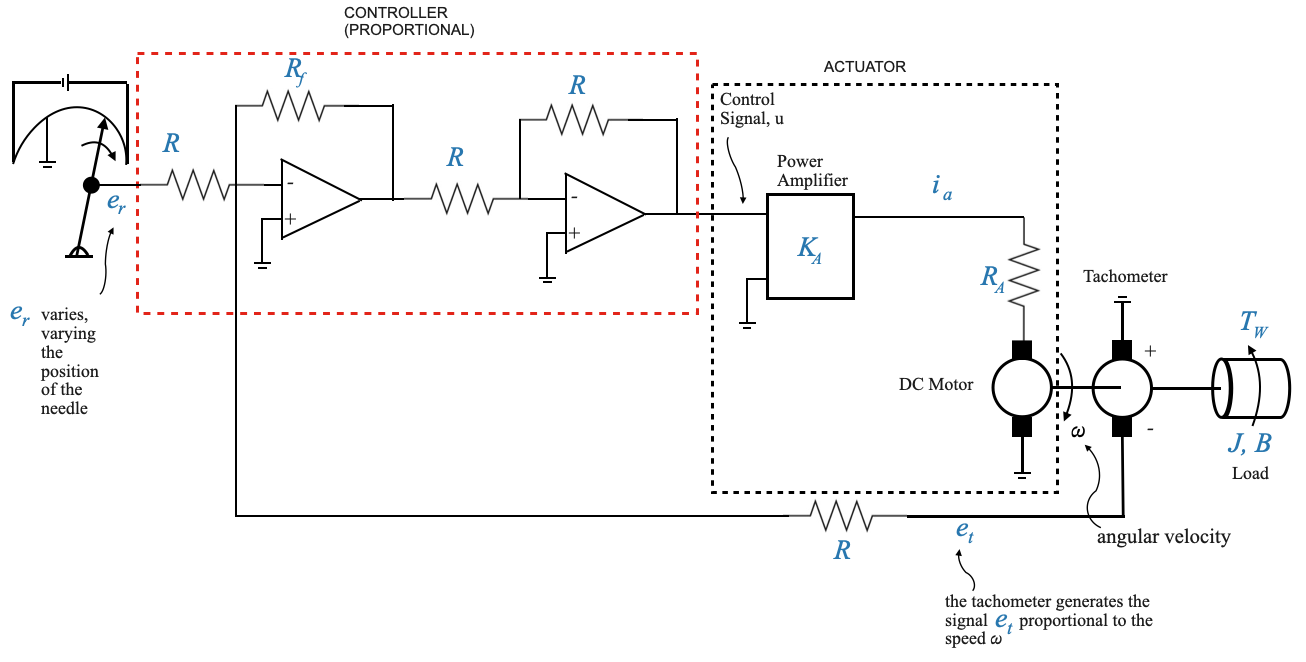 CONTROLLER
(PROPORTIONAL)
ACTUATOR
R_f
R
R
R
Control
Signal, u
Power
Amplifier
i_a
e_r
-
+
-
+
K_A
R_A
Tachometer
e_r varies,
varying
the
position
of the
needle
T_W
+
DC Motor
ω
-
J, B
Load
R
e_t
angular velocity
the tachometer generates the
signal e_t proportional to the
speed ω